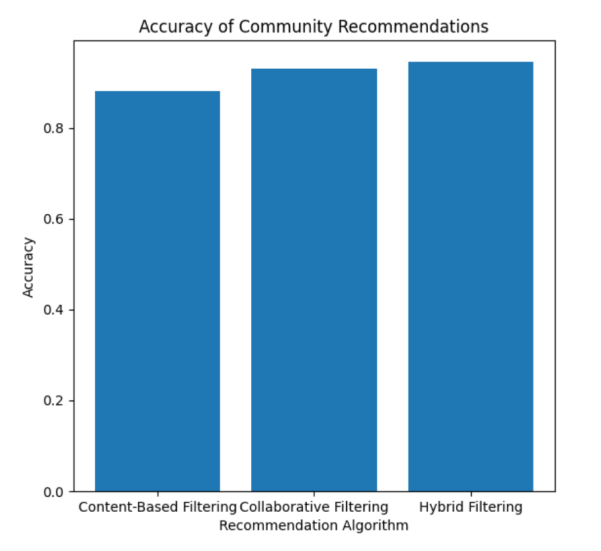 Accuracy of Community Recommendations
Accuracy
0.8
0.6
0.4
0.2
0.0
Content-Based Filtering Collaborative Filtering Hybrid Filtering
Recommendation Algorithm